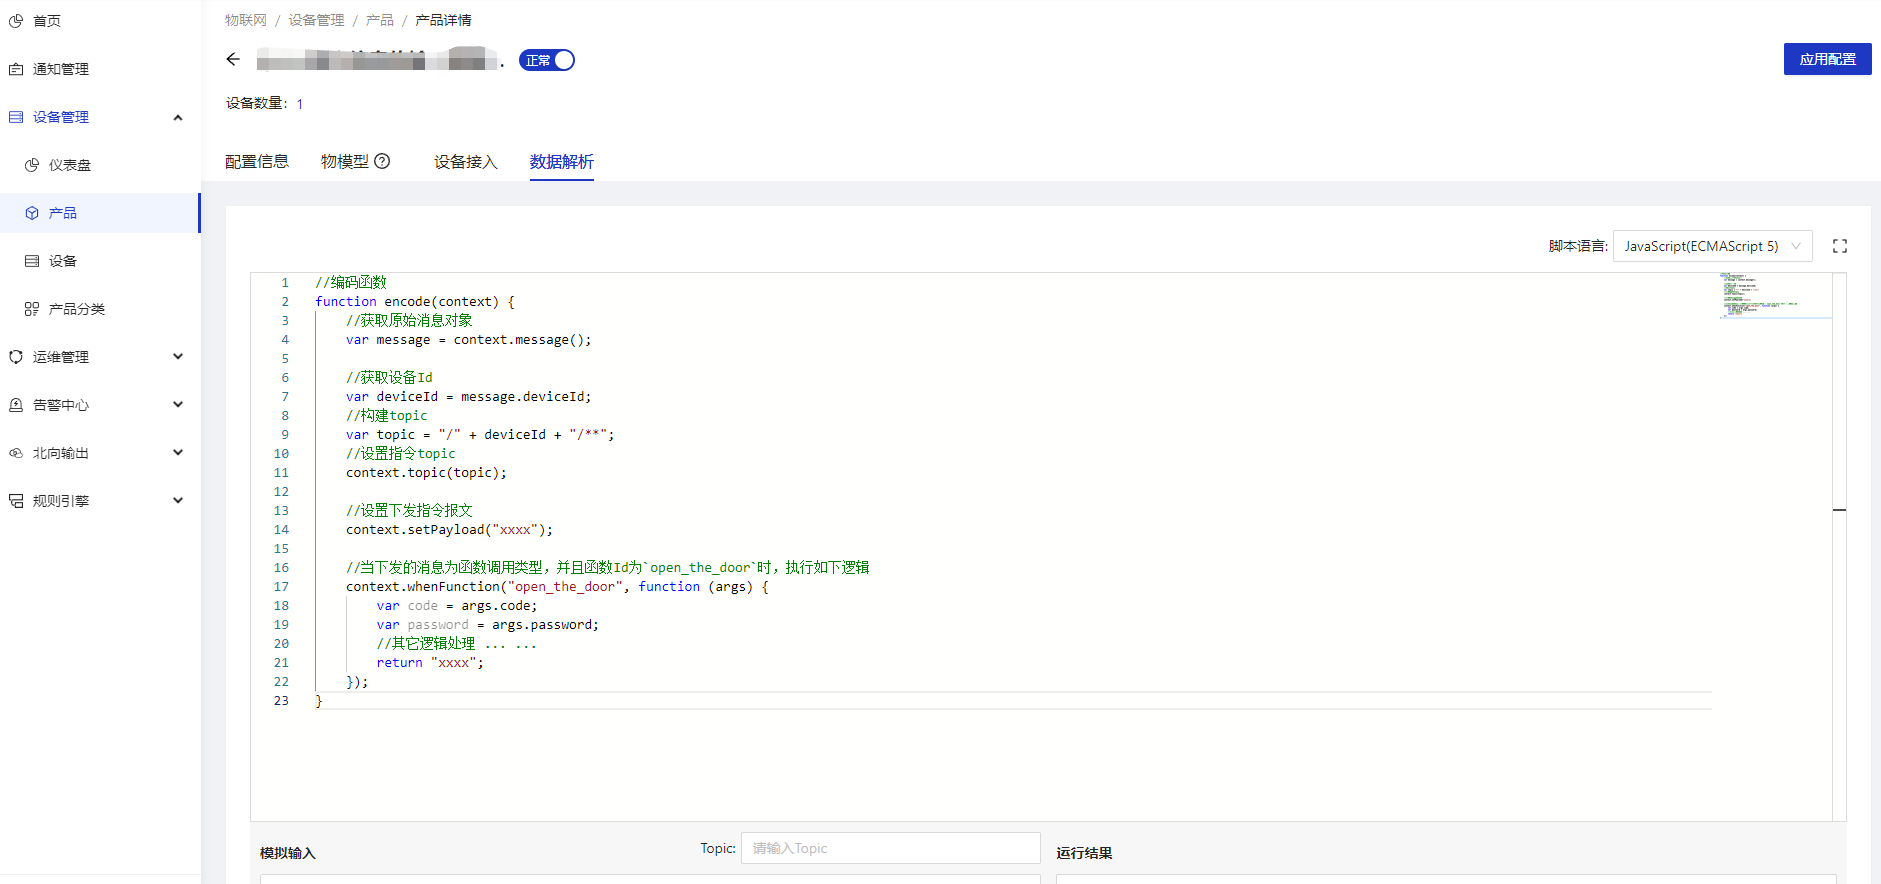 首页
通知管理
设备管理
仪表盘
产品
设备
产品分类
运维管理
告警中心
北向输出
规则引擎
物联网 / 设备管理 / 产品 / 产品详情
正常
应用配置
设备数量: 1
配置信息 物模型 设备接入 数据解析
脚本语言: JavaScript(ECMAScript 5)
1 //编码函数
2 function encode(context) {
3 //获取原始消息对象
4 var message = context.message();
5
6 //获取设备Id
7 var deviceId = message.deviceId;
8 //构建topic
9 var topic = "/" + deviceId + "/**";
10 //设置指令topic
11 context.topic(topic);
12
13 //设置下发指令报文
14 context.setPayload("xxxx");
15
16 //当下发的消息为函数调用类型，并且函数Id为`open_the_door`时，执行如下逻辑
17 context.whenFunction("open_the_door", function (args) {
18 var code = args.code;
19 var password = args.password;
20 //其它逻辑处理 ... ...
21 return "xxxx";
22 });
23 }
模拟输入 Topic: 请输入Topic 运行结果